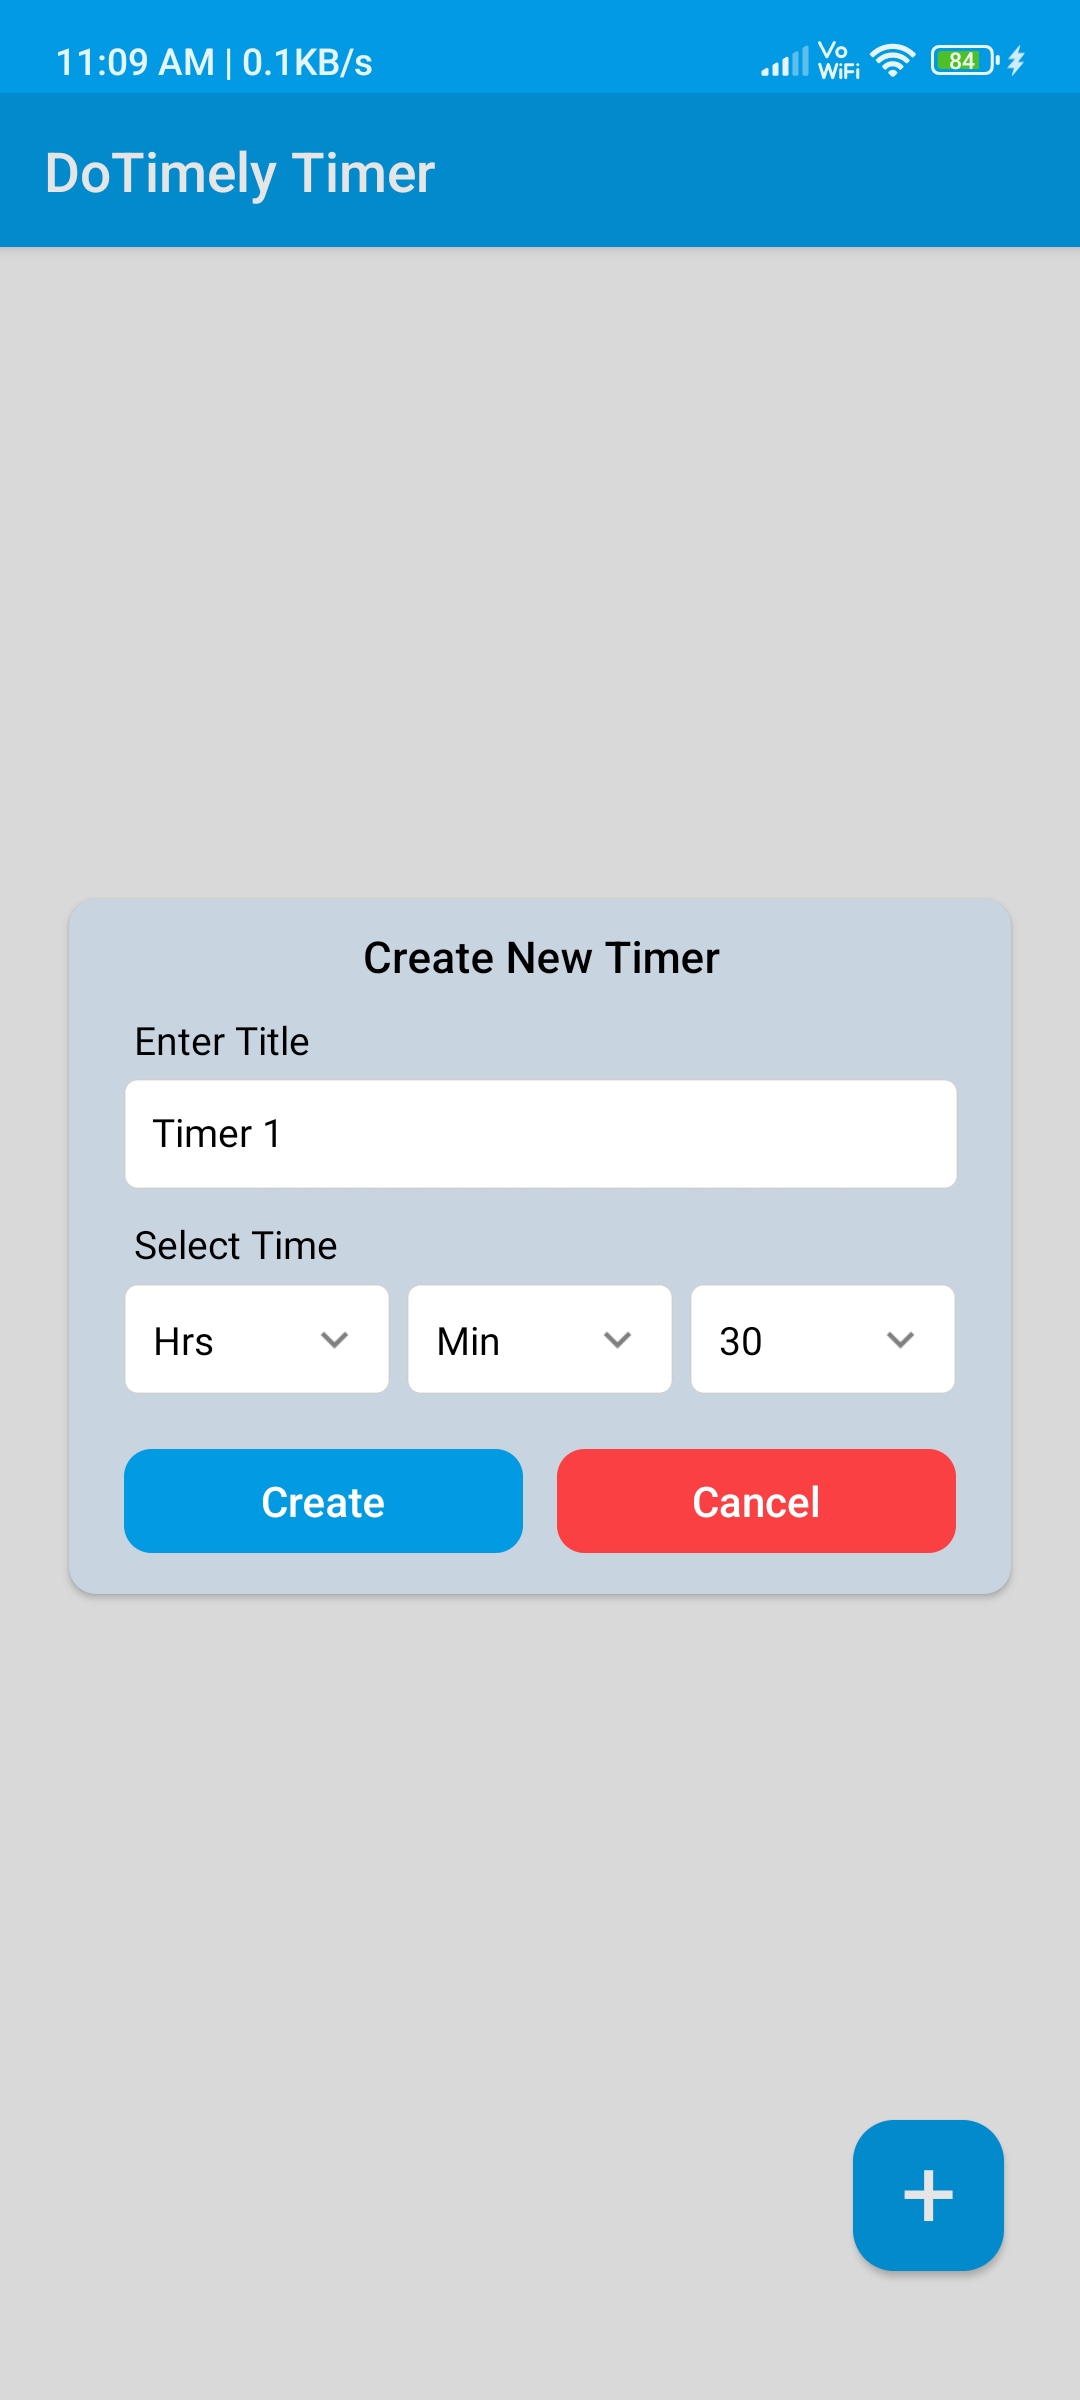 11:09 AM | 0.1KB/s Vo WiFi 84
DoTimely Timer
Create New Timer
Enter Title
Timer 1
Select Time
Hrs Min 30
Create Cancel